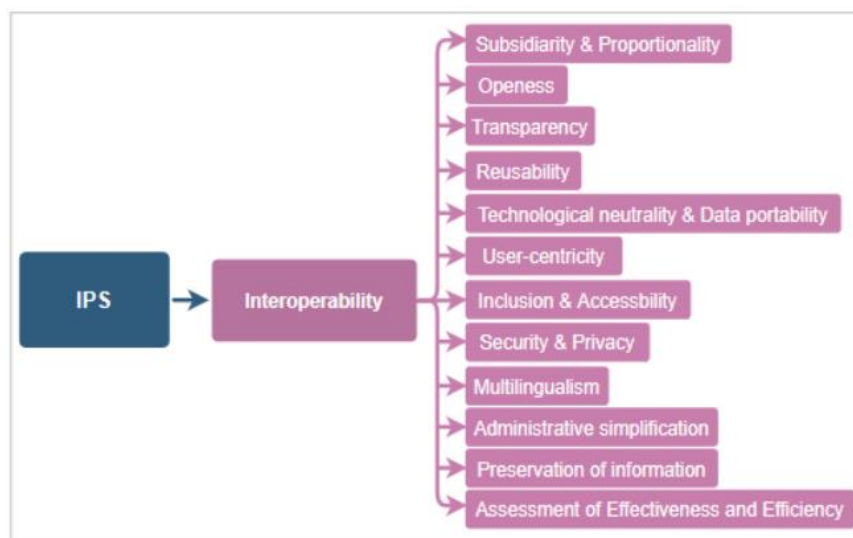 Subsidiarity & Proportionality
Openess
Transparency
Reusability
Technological neutrality & Data portability
User-centricity
IPS
Interoperability
Inclusion & Accessbility
Security & Privacy
Multilingualism
Administrative simplification
Preservation of information
Assessment of Effectiveness and Efficiency